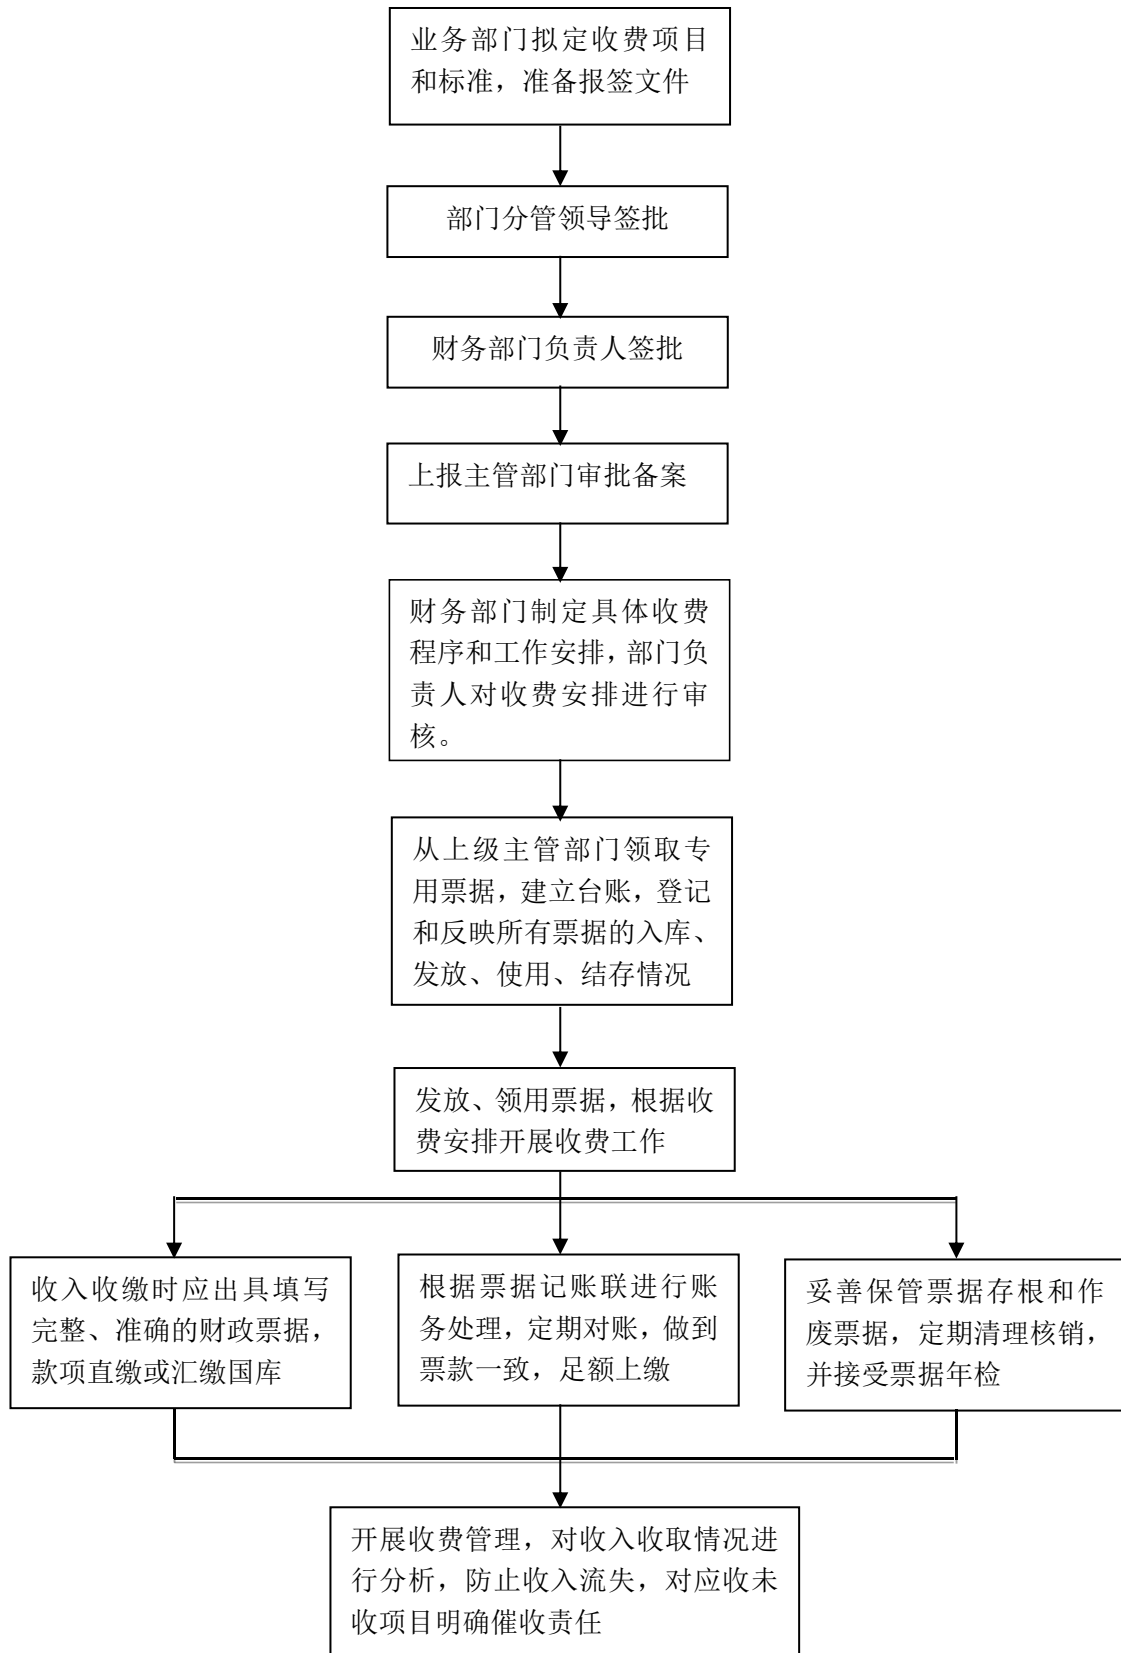 业务部门拟定收费项目
和标准，准备报签文件
部门分管领导签批
财务部门负责人签批
上报主管部门审批备案
财务部门制定具体收费
程序和工作安排，部门负
责人对收费安排进行审
核。
从上级主管部门领取专
用票据，建立台账，登记
和反映所有票据的入库、
发放、使用、结存情况
发放、领用票据，根据收
费安排开展收费工作
收入收缴时应出具填写
完整、准确的财政票据，
款项直缴或汇缴国库
根据票据记账联进行账
务处理，定期对账，做到
票款一致，足额上缴
妥善保管票据存根和作
废票据，定期清理核销，
并接受票据年检
开展收费管理，对收入收取情况进
行分析，防止收入流失，对应收未
收项目明确催收责任